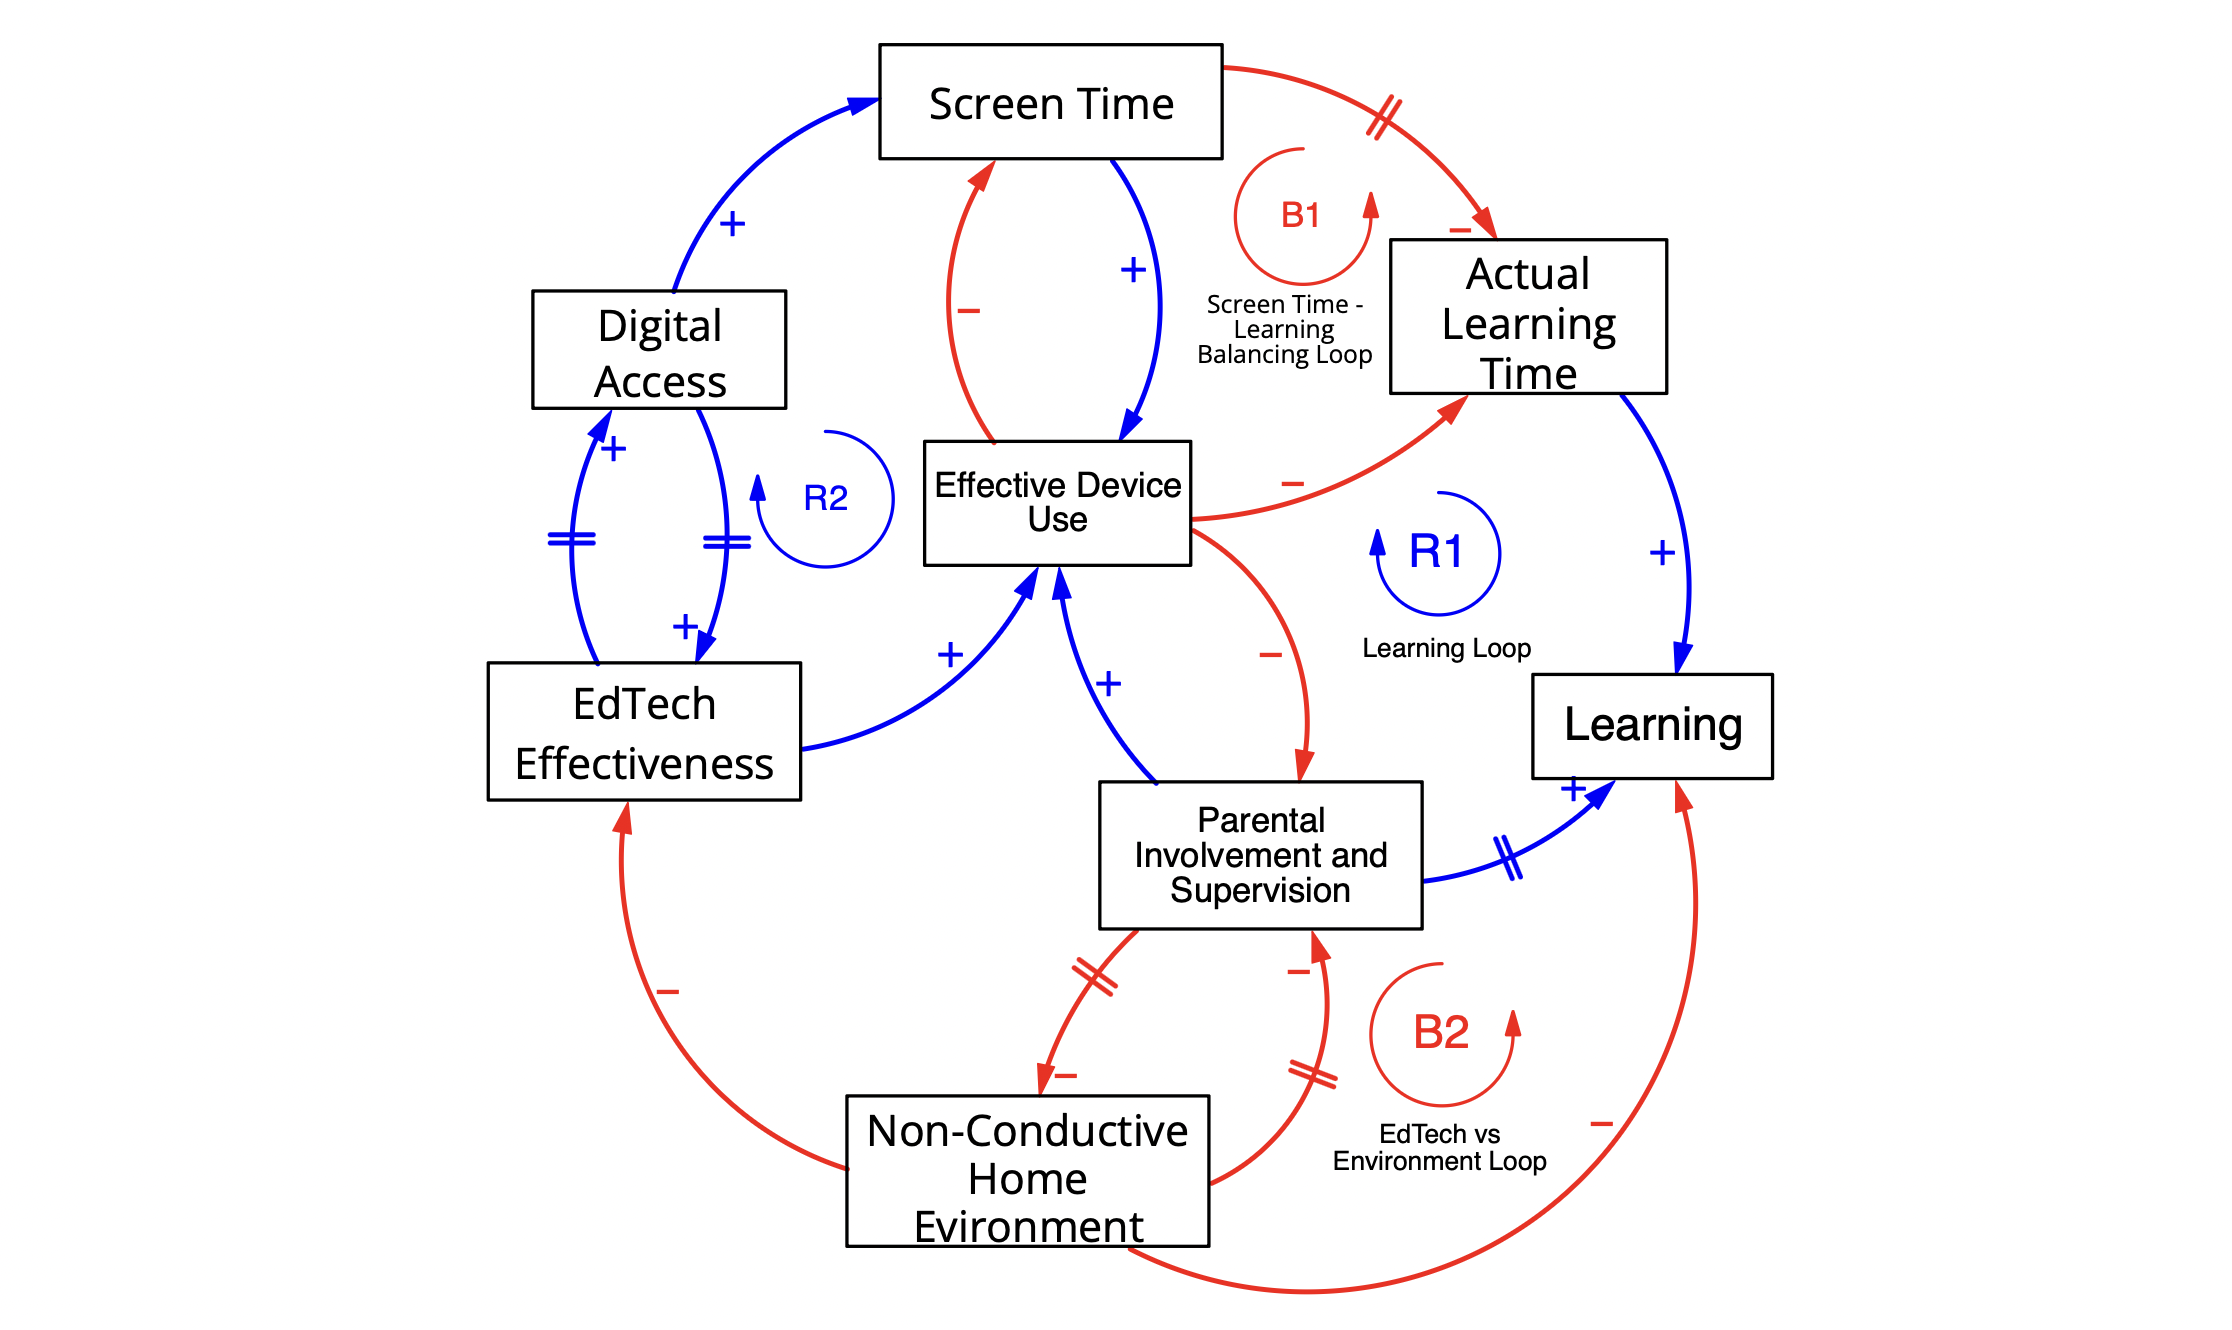 Screen Time
B1
Screen Time -
Learning
Balancing Loop
Actual
Learning
Time
Digital
Access
+
+
−
−
−
+
+
R2
Effective Device
Use
−
R1
Learning Loop
+
+
EdTech
Effectiveness
+
+
−
Learning
+
Parental
Involvement and
Supervision
−
−
−
−
B2
EdTech vs
Environment Loop
−
Non-Conductive
Home
Evironment